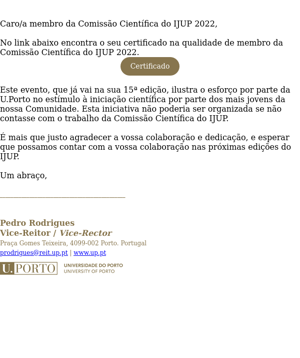 Caro/a membro da Comissão Científica do IJUP 2022,
No link abaixo encontra o seu certificado na qualidade de membro da
Comissão Científica do IJUP 2022.
Certificado
Este evento, que já vai na sua 15ª edição, ilustra o esforço por parte da
U.Porto no estímulo à iniciação científica por parte dos mais jovens da
nossa Comunidade. Esta iniciativa não poderia ser organizada se não
contasse com o trabalho da Comissão Científica do IJUP.
É mais que justo agradecer a vossa colaboração e dedicação, e esperar
que possamos contar com a vossa colaboração nas próximas edições do
IJUP.
Um abraço,
Pedro Rodrigues
Vice-Reitor / Vice-Rector
Praça Gomes Teixeira, 4099-002 Porto. Portugal
prodrigues@reit.up.pt | www.up.pt
U. PORTO
UNIVERSIDADE DO PORTO
UNIVERSITY OF PORTO